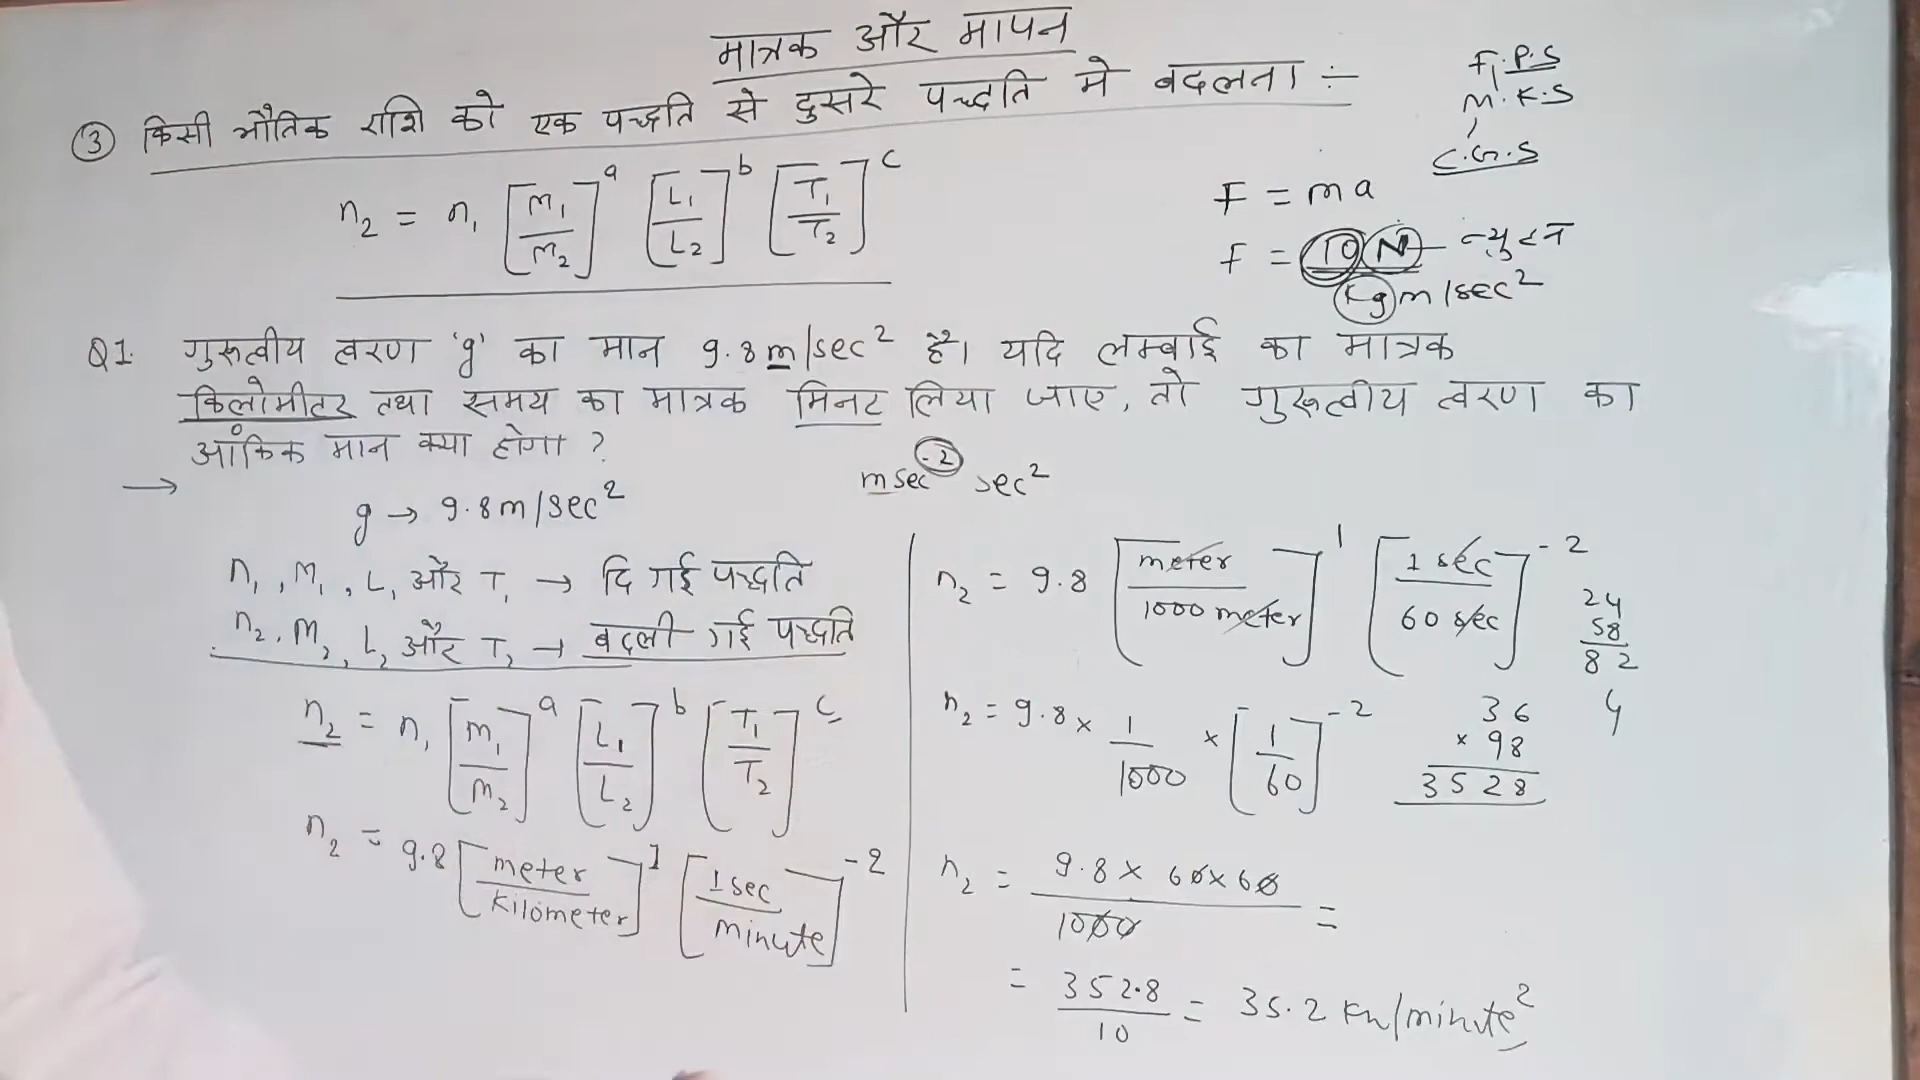 मात्रक और मापन
③ किसी भौतिक राशि को एक पद्धति से दुसरे पद्धति मे बदलना :-
F.P.S
M.K.S
C.G.S
n₂ = n₁ [M₁/M₂]ᵃ [L₁/L₂]ᵇ [T₁/T₂]ᶜ
F = ma
F = 10 N — न्युटन
Kg m/sec²
Q1. गुरुत्वीय त्वरण 'g' का मान 9.8 m/sec² है। यदि लम्बाई का मात्रक
किलोमीटर तथा समय का मात्रक मिनट लिया जाए, तो गुरुत्वीय त्वरण का
आंकिक मान क्या होगा ?
→ g → 9.8 m/sec²
msec⁻² sec²
n₁, M₁, L₁ और T₁ → दि गई पद्धति
n₂, M₂, L₂ और T₂ → बदली गई पद्धति
n₂ = n₁ [M₁/M₂]ᵃ [L₁/L₂]ᵇ [T₁/T₂]ᶜ
n₂ = 9.8 [meter/kilometer]¹ [1 sec/minute]⁻²
n₂ = 9.8 [meter/1000 meter]¹ [1 sec/60 sec]⁻²
24
58
82
4
n₂ = 9.8 × 1/1000 × [1/60]⁻²
36
× 98
3528
n₂ = 9.8 × 60 × 60/1000 =
= 352.8/10 = 35.2 km/minute²